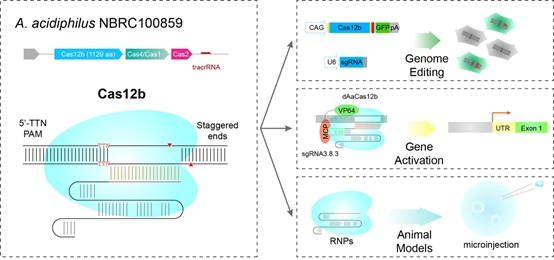 A. acidiphilus NBRC100859
Cas12b (1129 aa)
Cas4/Cas1
Cas2
tracrRNA
Cas12b
5'-TTN
PAM
Staggered
ends
CAG
Cas12b
GFP
pA
U6
sgRNA
Genome
Editing
dAaCas12b
VP64
MCP
sgRNA3.8.3
Gene
Activation
UTR
Exon 1
RNPs
Animal
Models
microinjection